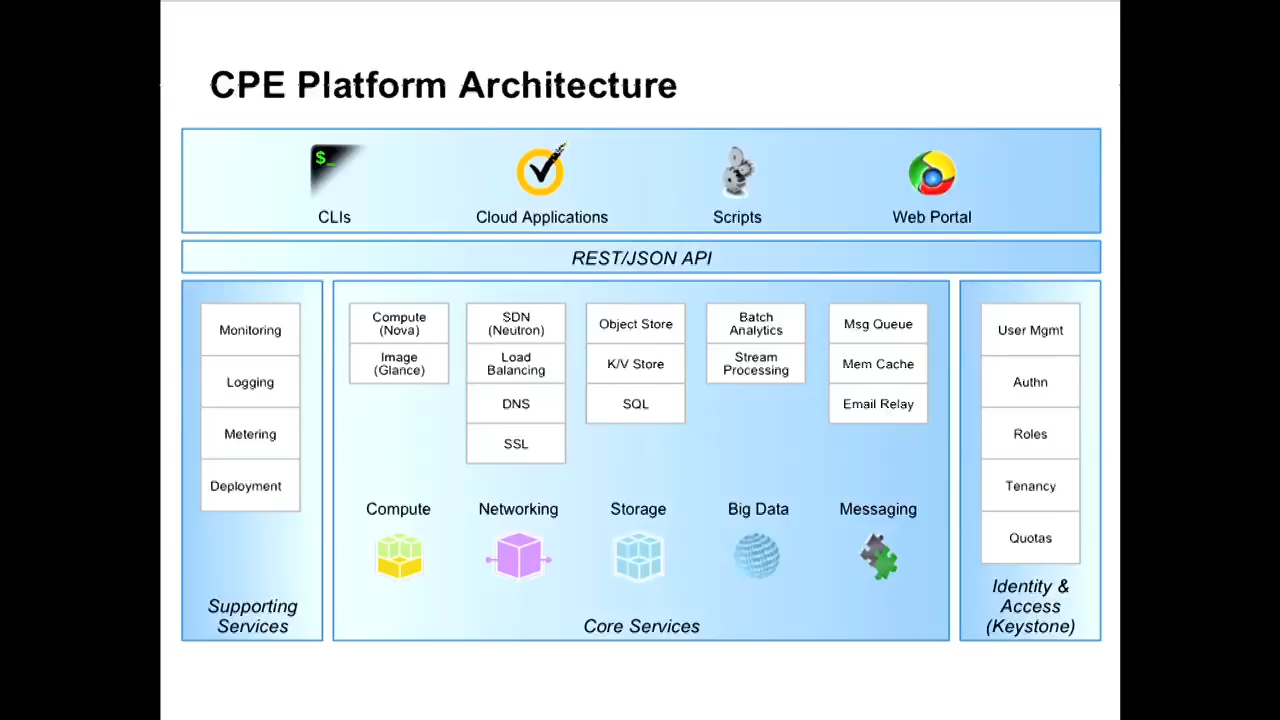 CPE Platform Architecture
$_
CLIs
Cloud Applications
Scripts
Web Portal
REST/JSON API
Monitoring
Logging
Metering
Deployment
Supporting
Services
Compute
(Nova)
Image
(Glance)
Compute
SDN
(Neutron)
Load
Balancing
DNS
SSL
Networking
Object Store
K/V Store
SQL
Storage
Batch
Analytics
Stream
Processing
Big Data
Msg Queue
Mem Cache
Email Relay
Messaging
Core Services
User Mgmt
Authn
Roles
Tenancy
Quotas
Identity &
Access
(Keystone)